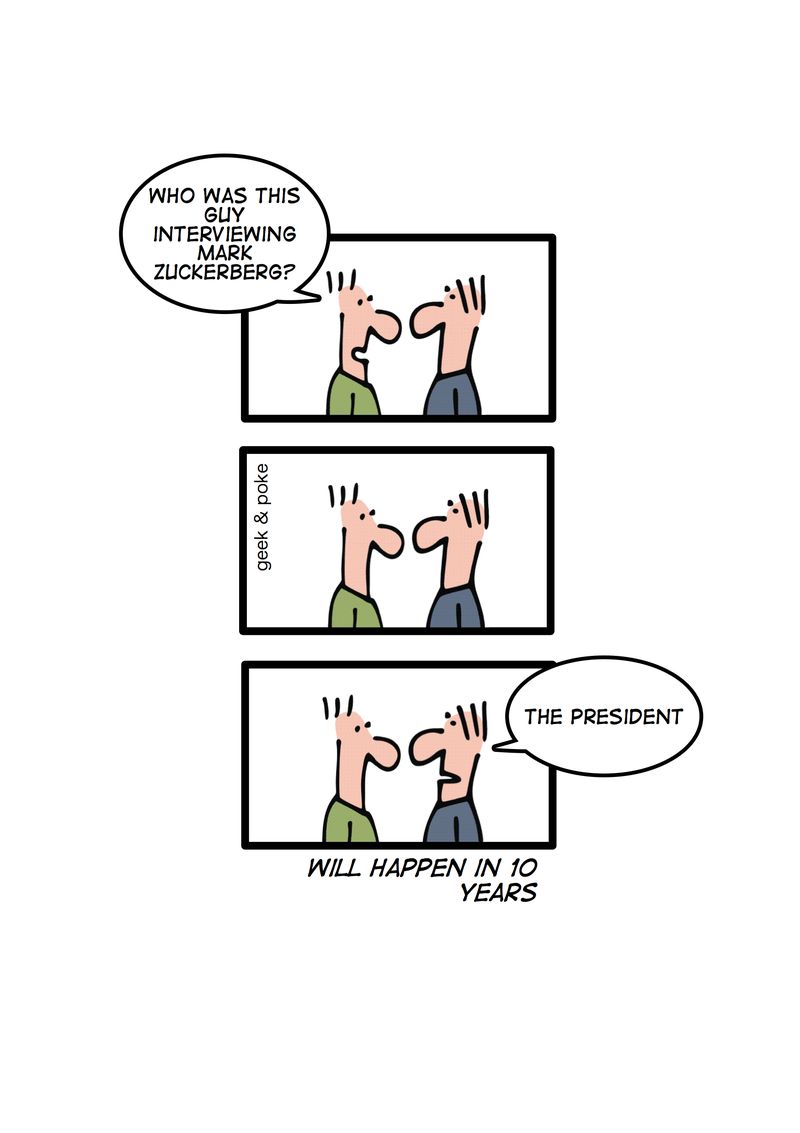 WHO WAS THIS
GUY
INTERVIEWING
MARK
ZUCKERBERG?
geek & poke
THE PRESIDENT
WILL HAPPEN IN 10
YEARS